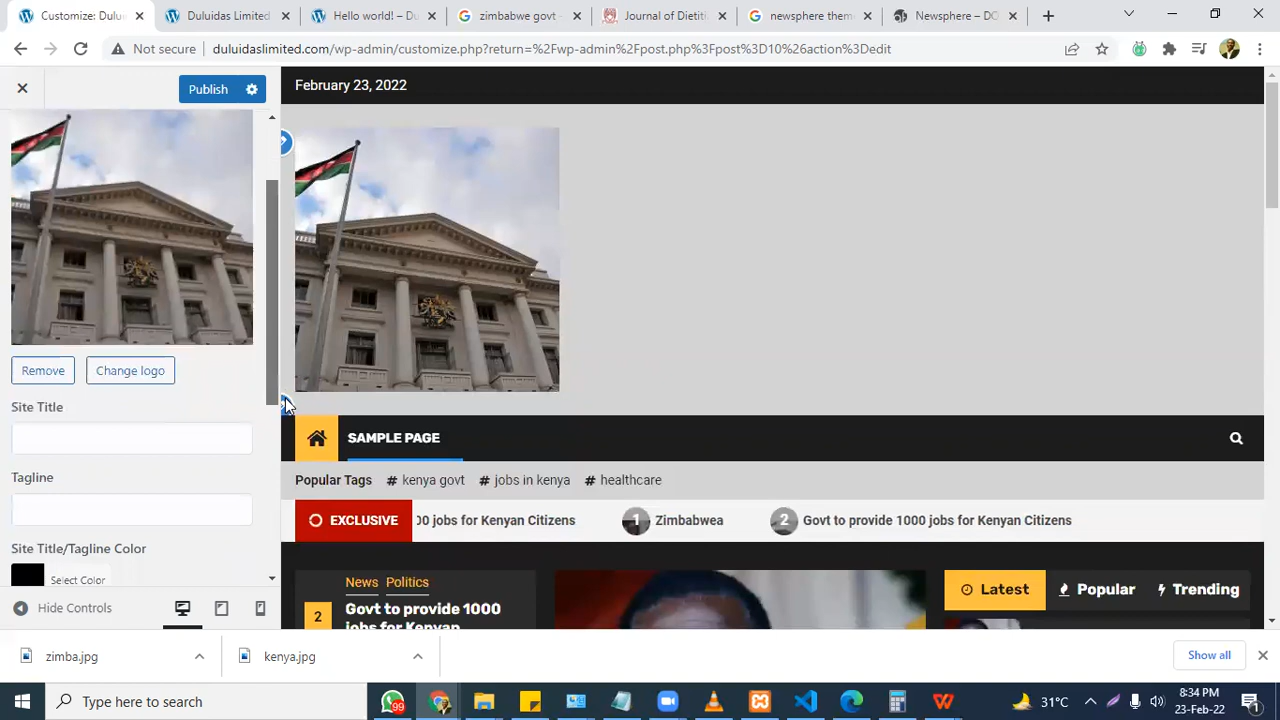 Customize: Dulu
Duluidas Limited
Hello world! – Du
zimbabwe govt -
Journal of Dietiti
newsphere them
Newsphere – DO
Not secure
duluidaslimited.com/wp-admin/customize.php?return=%2Fwp-admin%2Fpost.php%3Fpost%3D10%26action%3Dedit
Publish
February 23, 2022
Remove
Change logo
Site Title
SAMPLE PAGE
Tagline
Popular Tags # kenya govt # jobs in kenya # healthcare
EXCLUSIVE
00 jobs for Kenyan Citizens
1 Zimbabwea
2 Govt to provide 1000 jobs for Kenyan Citizens
Site Title/Tagline Color
Select Color
News Politics
2
Govt to provide 1000
jobs for Kenyan
Latest
Popular
Trending
Hide Controls
zimba.jpg
kenya.jpg
Show all
Type here to search
99
31°C
8:34 PM
23-Feb-22
1